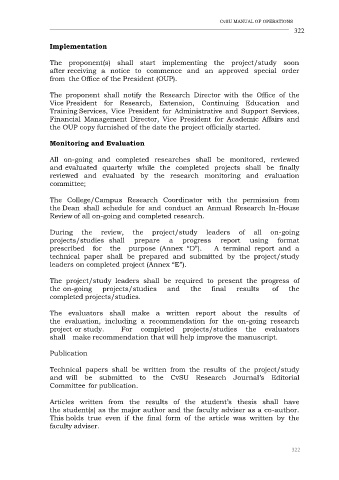 CvSU MANUAL OF OPERATIONS
322
Implementation
The proponent(s) shall start implementing the project/study soon
after receiving a notice to commence and an approved special order
from the Office of the President (OUP).
The proponent shall notify the Research Director with the Office of the
Vice President for Research, Extension, Continuing Education and
Training Services, Vice President for Administrative and Support Services,
Financial Management Director, Vice President for Academic Affairs and
the OUP copy furnished of the date the project officially started.
Monitoring and Evaluation
All on-going and completed researches shall be monitored, reviewed
and evaluated quarterly while the completed projects shall be finally
reviewed and evaluated by the research monitoring and evaluation
committee;
The College/Campus Research Coordinator with the permission from
the Dean shall schedule for and conduct an Annual Research In-House
Review of all on-going and completed research.
During the review, the project/study leaders of all on-going
projects/studies shall prepare a progress report using format
prescribed for the purpose (Annex “D”). A terminal report and a
technical paper shall be prepared and submitted by the project/study
leaders on completed project (Annex “E”).
The project/study leaders shall be required to present the progress of
the on-going projects/studies and the final results of the
completed projects/studies.
The evaluators shall make a written report about the results of
the evaluation, including a recommendation for the on-going research
project or study. For completed projects/studies the evaluators
shall make recommendation that will help improve the manuscript.
Publication
Technical papers shall be written from the results of the project/study
and will be submitted to the CvSU Research Journal’s Editorial
Committee for publication.
Articles written from the results of the student’s thesis shall have
the student(s) as the major author and the faculty adviser as a co-author.
This holds true even if the final form of the article was written by the
faculty adviser.
322